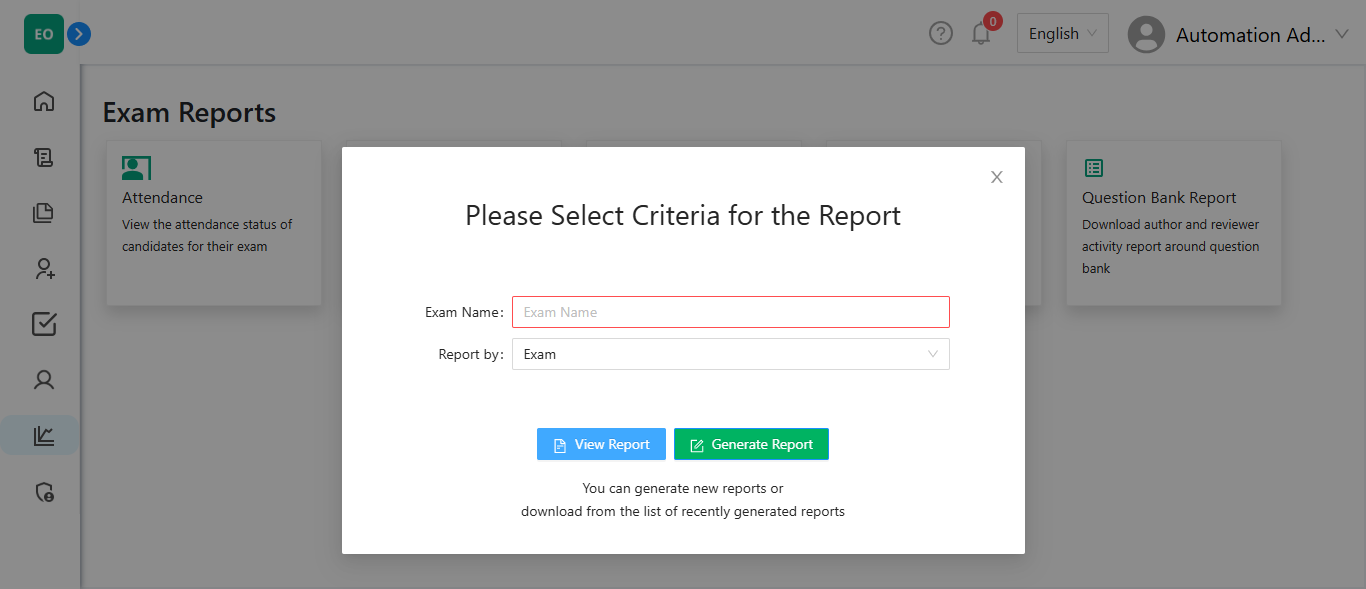 EO
0
English
Automation Ad...
Exam Reports
Attendance
View the attendance status of
candidates for their exam
Question Bank Report
Download author and reviewer
activity report around question
bank
Please Select Criteria for the Report
Exam Name:
Exam Name
Report by:
Exam
View Report
Generate Report
You can generate new reports or
download from the list of recently generated reports